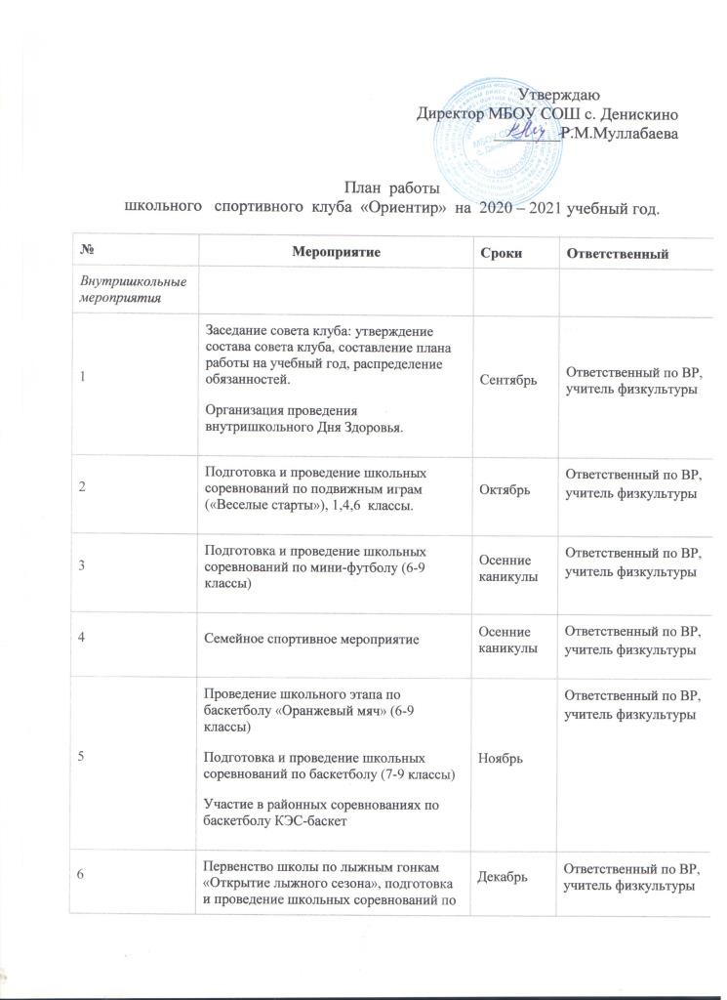 Утверждаю
Директор МБОУ СОШ с. Денискино
Р.М.Муллабаева
План работы
школьного спортивного клуба «Ориентир» на 2020 – 2021 учебный год.
№ Мероприятие Сроки Ответственный
Внутришкольные
мероприятия
1
Заседание совета клуба: утверждение
состава совета клуба, составление плана
работы на учебный год, распределение
обязанностей.
Организация проведения
внутришкольного Дня Здоровья.
Сентябрь
Ответственный по ВР,
учитель физкультуры
2
Подготовка и проведение школьных
соревнований по подвижным играм
(«Веселые старты»), 1,4,6 классы.
Октябрь
Ответственный по ВР,
учитель физкультуры
3
Подготовка и проведение школьных
соревнований по мини-футболу (6-9
классы)
Осенние
каникулы
Ответственный по ВР,
учитель физкультуры
4
Семейное спортивное мероприятие
Осенние
каникулы
Ответственный по ВР,
учитель физкультуры
5
Проведение школьного этапа по
баскетболу «Оранжевый мяч» (6-9
классы)
Подготовка и проведение школьных
соревнований по баскетболу (7-9 классы)
Участие в районных соревнованиях по
баскетболу КЭС-баскет
Ноябрь
Ответственный по ВР,
учитель физкультуры
6
Первенство школы по лыжным гонкам
«Открытие лыжного сезона», подготовка
и проведение школьных соревнований по
Декабрь
Ответственный по ВР,
учитель физкультуры